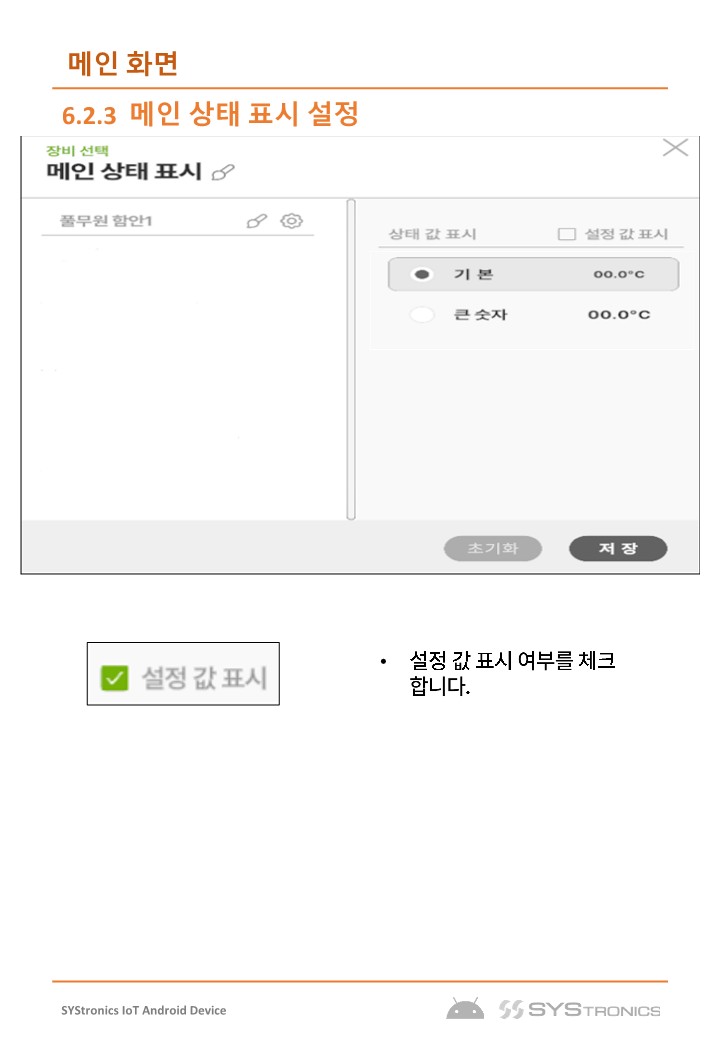 메인 화면
6.2.3 메인 상태 표시 설정
장비 선택
메인 상태 표시
풀무원 함안1
상태 값 표시 설정 값 표시
기 본 00.0°C
큰 숫자 00.0°C
초기화 저 장
설정 값 표시
• 설정 값 표시 여부를 체크
합니다.
SYStronics IoT Android Device
SYSTRONICS